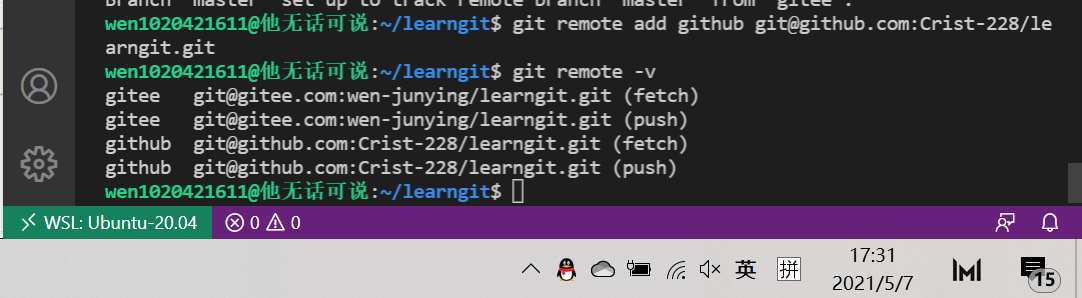 Branch 'master' set up to track remote branch 'master' from 'gitee'.
wen1020421611@他无话可说:~/learngit$ git remote add github git@github.com:Crist-228/le
arngit.git
wen1020421611@他无话可说:~/learngit$ git remote -v
gitee git@gitee.com:wen-junying/learngit.git (fetch)
gitee git@gitee.com:wen-junying/learngit.git (push)
github git@github.com:Crist-228/learngit.git (fetch)
github git@github.com:Crist-228/learngit.git (push)
wen1020421611@他无话可说:~/learngit$
WSL: Ubuntu-20.04 0 0
英 拼 17:31
2021/5/7 15